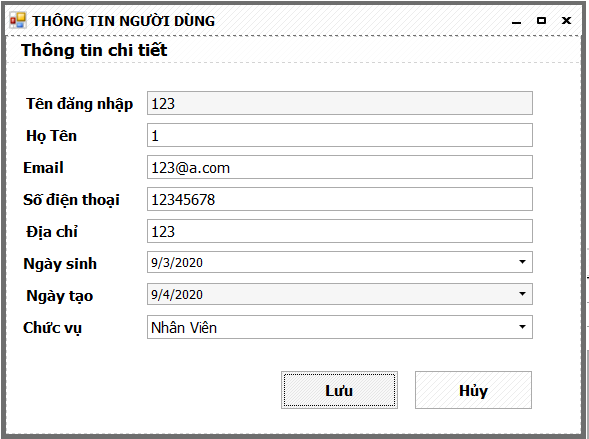 THÔNG TIN NGƯỜI DÙNG
Thông tin chi tiết
Tên đăng nhập 123
Họ Tên 1
Email 123@a.com
Số điện thoại 12345678
Địa chỉ 123
Ngày sinh 9/3/2020
Ngày tạo 9/4/2020
Chức vụ Nhân Viên
Lưu Hủy